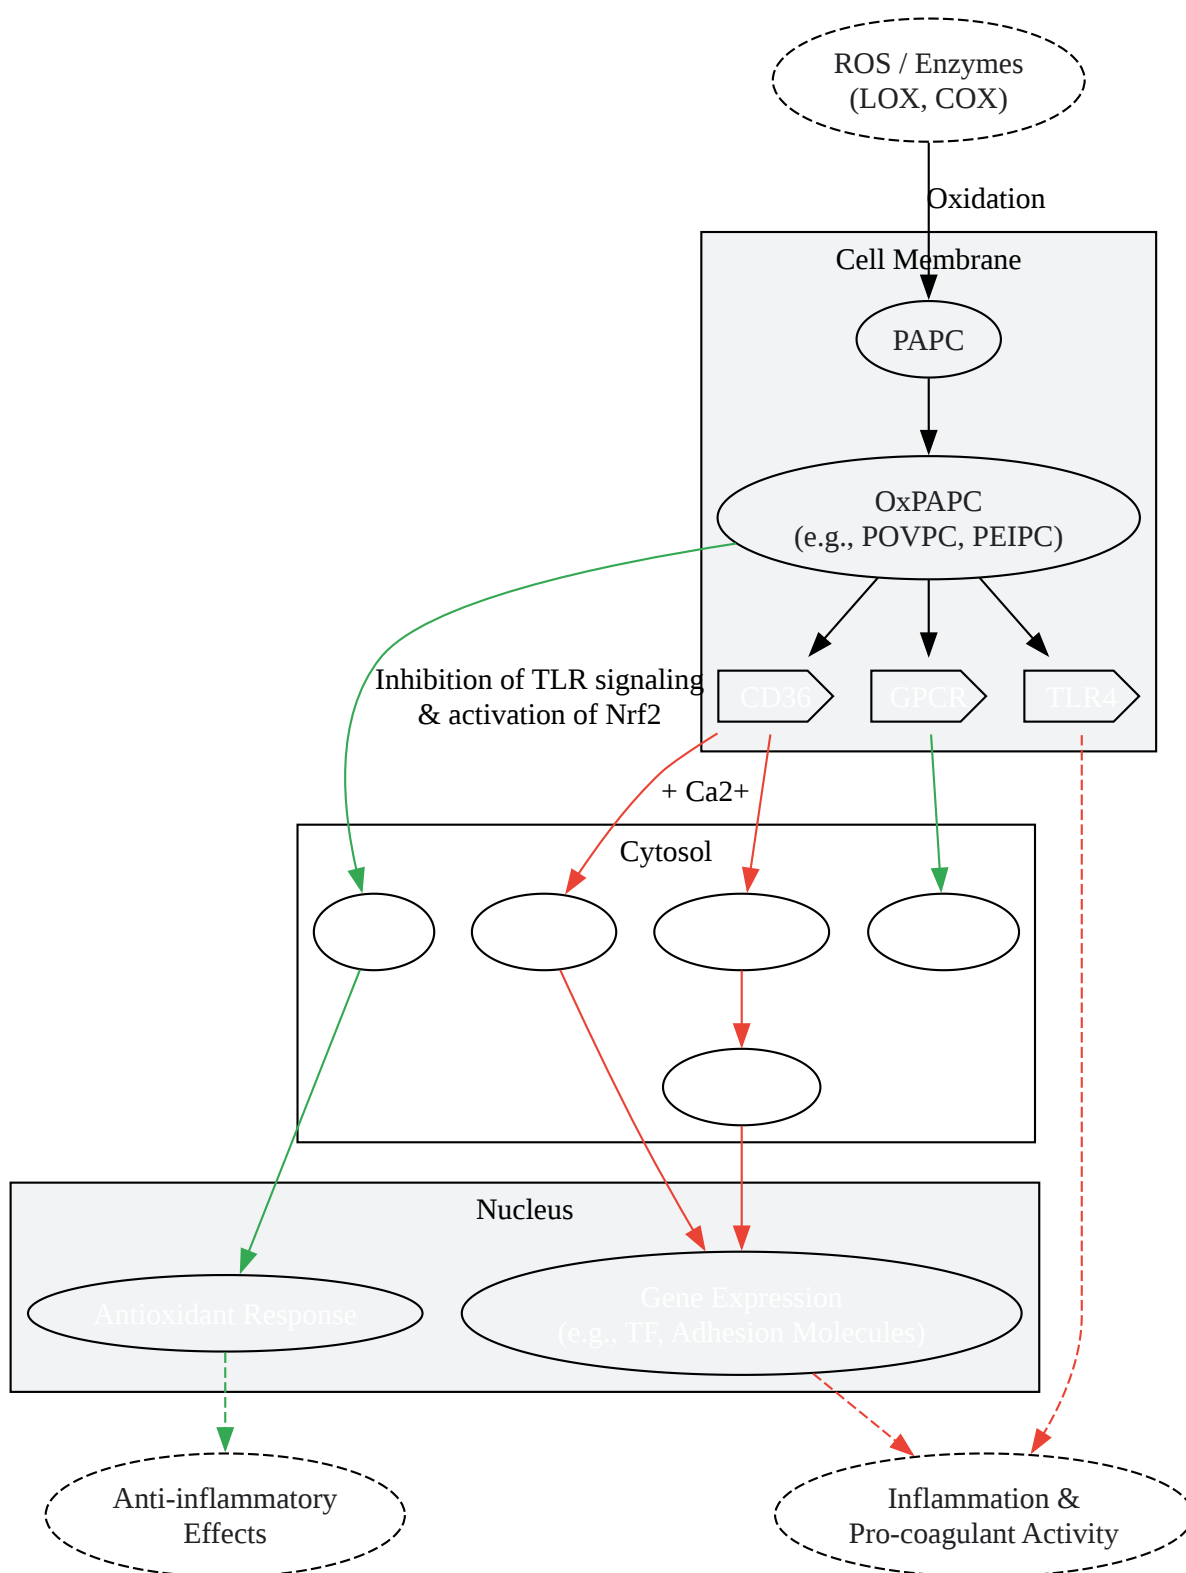 ROS / Enzymes
(LOX, COX)
Oxidation
Cell Membrane
PAPC
OxPAPC
(e.g., POVPC, PEIPC)
Inhibition of TLR signaling
& activation of Nrf2
CD36
GPCR
TLR4
+ Ca2+
Cytosol
Nucleus
Antioxidant Response
Gene Expression
(e.g., TF, Adhesion Molecules)
Anti-inflammatory
Effects
Inflammation &
Pro-coagulant Activity